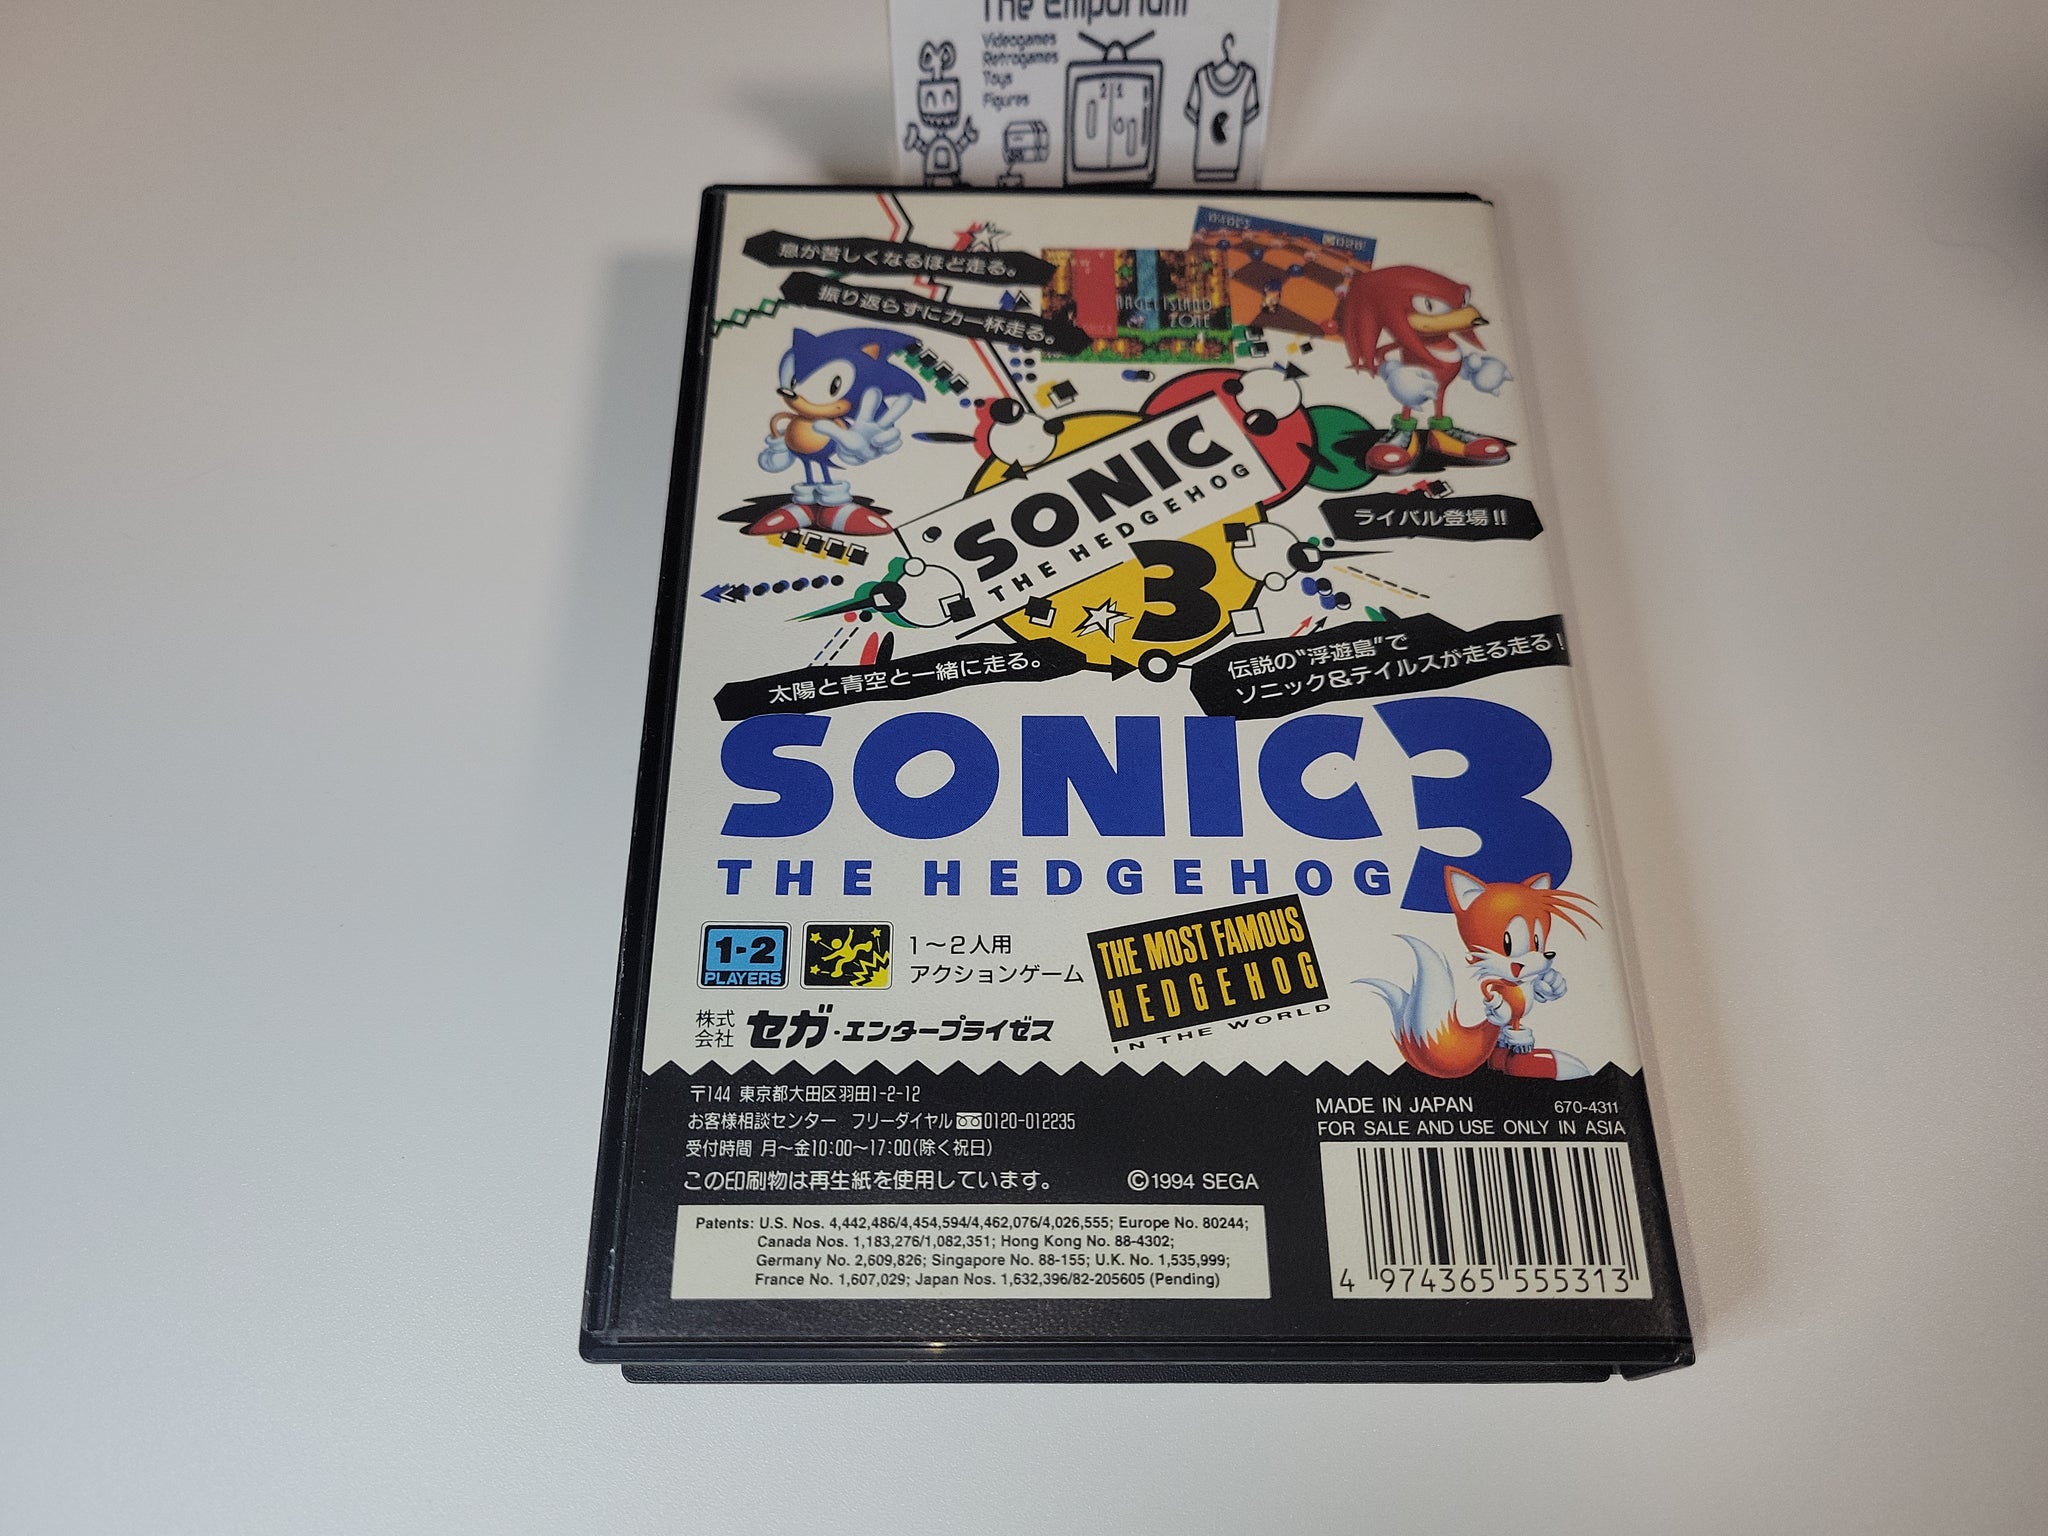 The Emporium
Videogames
Retrogames
Toys
Figures
息が苦しくなるほど走る。
振り返らずに力一杯走る。
ANGEL ISLAND
ZONE
SONIC
THE HEDGEHOG
3
ライバル登場!!
太陽と青空と一緒に走る。
伝説の"浮遊島"で
ソニック&テイルスが走る走る!
SONIC 3
THE HEDGEHOG
1-2
PLAYERS
1〜2人用
アクションゲーム
THE MOST FAMOUS
HEDGEHOG
IN THE WORLD
株式会社 セガ・エンタープライゼス
〒144 東京都大田区羽田1-2-12
お客様相談センター フリーダイヤル 0120-012235
受付時間 月〜金10:00〜17:00(除く祝日)
この印刷物は再生紙を使用しています。
©1994 SEGA
MADE IN JAPAN 670-4311
FOR SALE AND USE ONLY IN ASIA
Patents: U.S. Nos. 4,442,486/4,454,594/4,462,076/4,026,555; Europe No. 80244;
Canada Nos. 1,183,276/1,082,351; Hong Kong No. 88-4302;
Germany No. 2,609,826; Singapore No. 88-155; U.K. No. 1,535,999;
France No. 1,607,029; Japan Nos. 1,632,396/82-205605 (Pending)
4 974365 555313